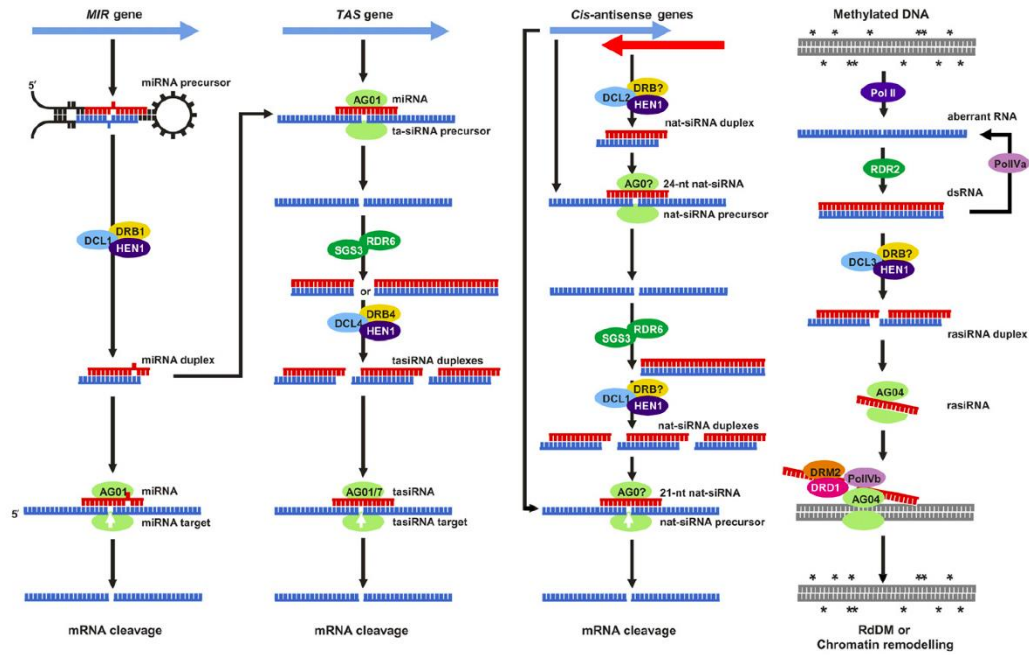 MIR gene
5'
miRNA precursor
DCL1
DRB1
HEN1
miRNA duplex
AG01
miRNA
5'
miRNA target
mRNA cleavage
TAS gene
AG01
miRNA
ta-siRNA precursor
SGS3
RDR6
or
DCL4
DRB4
HEN1
tasiRNA duplexes
AG01/7
tasiRNA
tasiRNA target
mRNA cleavage
Cis-antisense genes
DCL2
DRB?
HEN1
nat-siRNA duplex
AG0?
24-nt nat-siRNA
nat-siRNA precursor
SGS3
RDR6
DCL1
DRB?
HEN1
nat-siRNA duplexes
AG0?
21-nt nat-siRNA
nat-siRNA precursor
mRNA cleavage
Methylated DNA
* * * * * *
* * * * * *
Pol II
aberrant RNA
RDR2
PolIVa
dsRNA
DCL3
DRB?
HEN1
rasiRNA duplex
AG04
rasiRNA
DRM2
DRD1
PolIVb
AG04
* * * * * *
* * * * * *
RdDM or
Chromatin remodelling